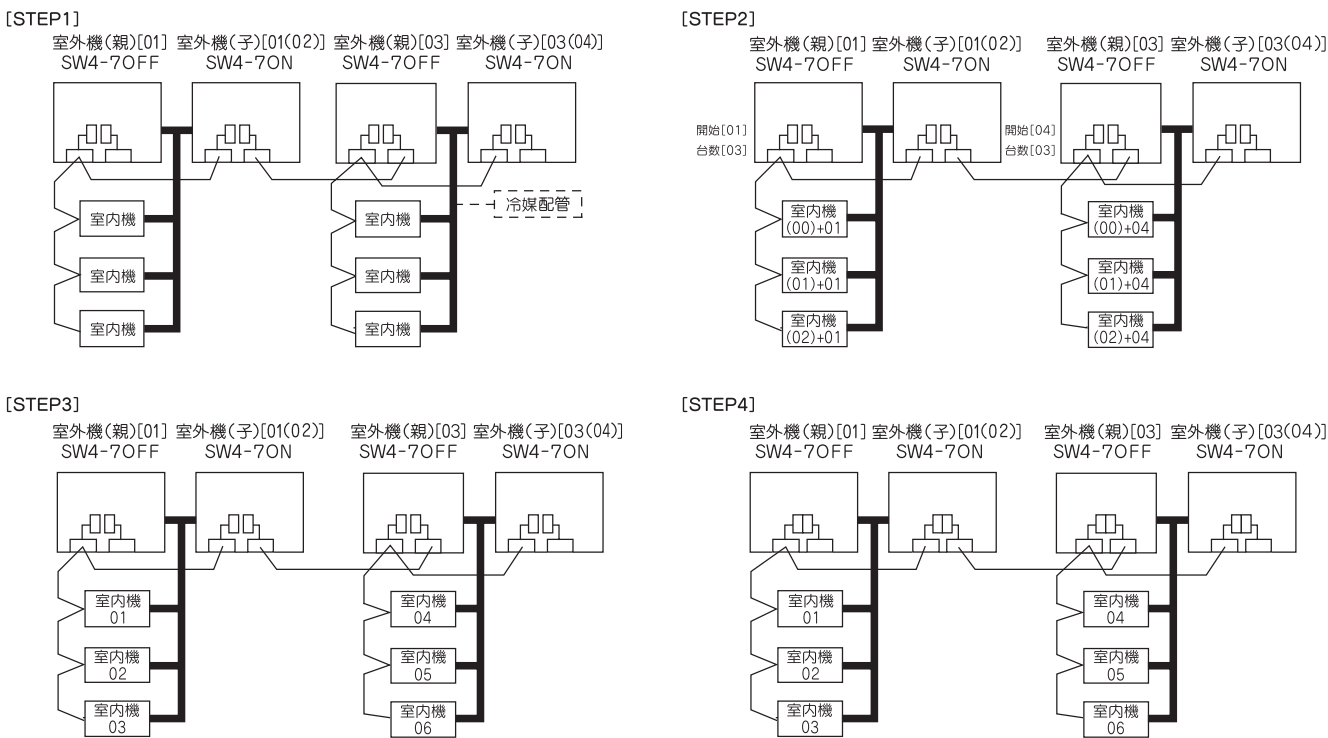 [STEP1]
室外機(親)[01] 室外機(子)[01(02)] 室外機(親)[03] 室外機(子)[03(04)]
SW4-7OFF SW4-7ON SW4-7OFF SW4-7ON
冷媒配管
室内機 室内機
室内機 室内機
室内機 室内機
[STEP2]
室外機(親)[01] 室外機(子)[01(02)] 室外機(親)[03] 室外機(子)[03(04)]
SW4-7OFF SW4-7ON SW4-7OFF SW4-7ON
開始[01] 開始[04]
台数[03] 台数[03]
室内機 室内機
(00)+01 (00)+04
室内機 室内機
(01)+01 (01)+04
室内機 室内機
(02)+01 (02)+04
[STEP3]
室外機(親)[01] 室外機(子)[01(02)] 室外機(親)[03] 室外機(子)[03(04)]
SW4-7OFF SW4-7ON SW4-7OFF SW4-7ON
室内機 室内機
01 04
室内機 室内機
02 05
室内機 室内機
03 06
[STEP4]
室外機(親)[01] 室外機(子)[01(02)] 室外機(親)[03] 室外機(子)[03(04)]
SW4-7OFF SW4-7ON SW4-7OFF SW4-7ON
室内機 室内機
01 04
室内機 室内機
02 05
室内機 室内機
03 06